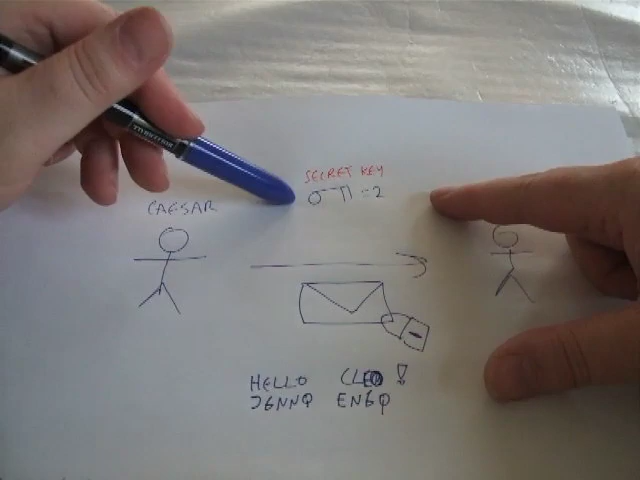 SECRET KEY
:2
CAESAR
HELLO CLEO !
JGNNQ ENGQ